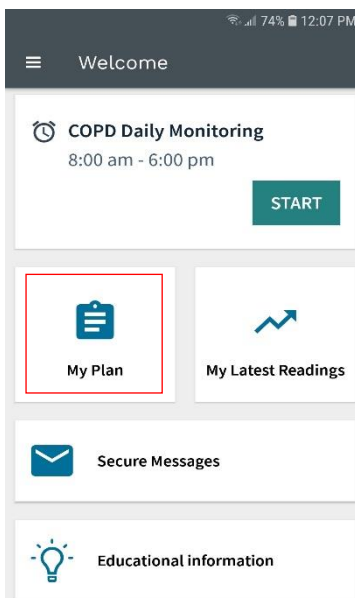 74% 12:07 PM
Welcome
COPD Daily Monitoring
8:00 am - 6:00 pm
START
My Plan
My Latest Readings
Secure Messages
Educational information